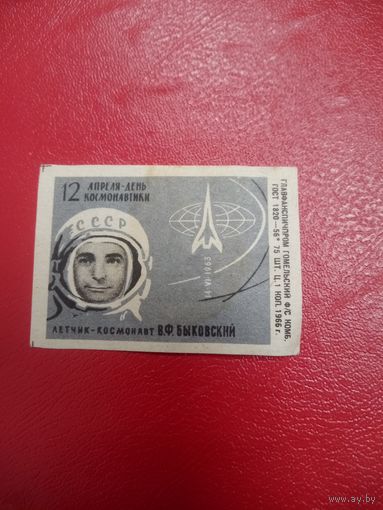 12 АПРЕЛЯ-ДЕНЬ
КОСМОНАВТИКИ
СССР
14·VI·1963
ЛЕТЧИК-КОСМОНАВТ В.Ф. БЫКОВСКИЙ
ГЛАВФАНСПИЧПРОМ ГОМЕЛЬСКИЙ Ф/С КОМБ.
ГОСТ 1820—56* 75 ШТ. Ц. 1 КОП. 1966 г.
www.ay.by